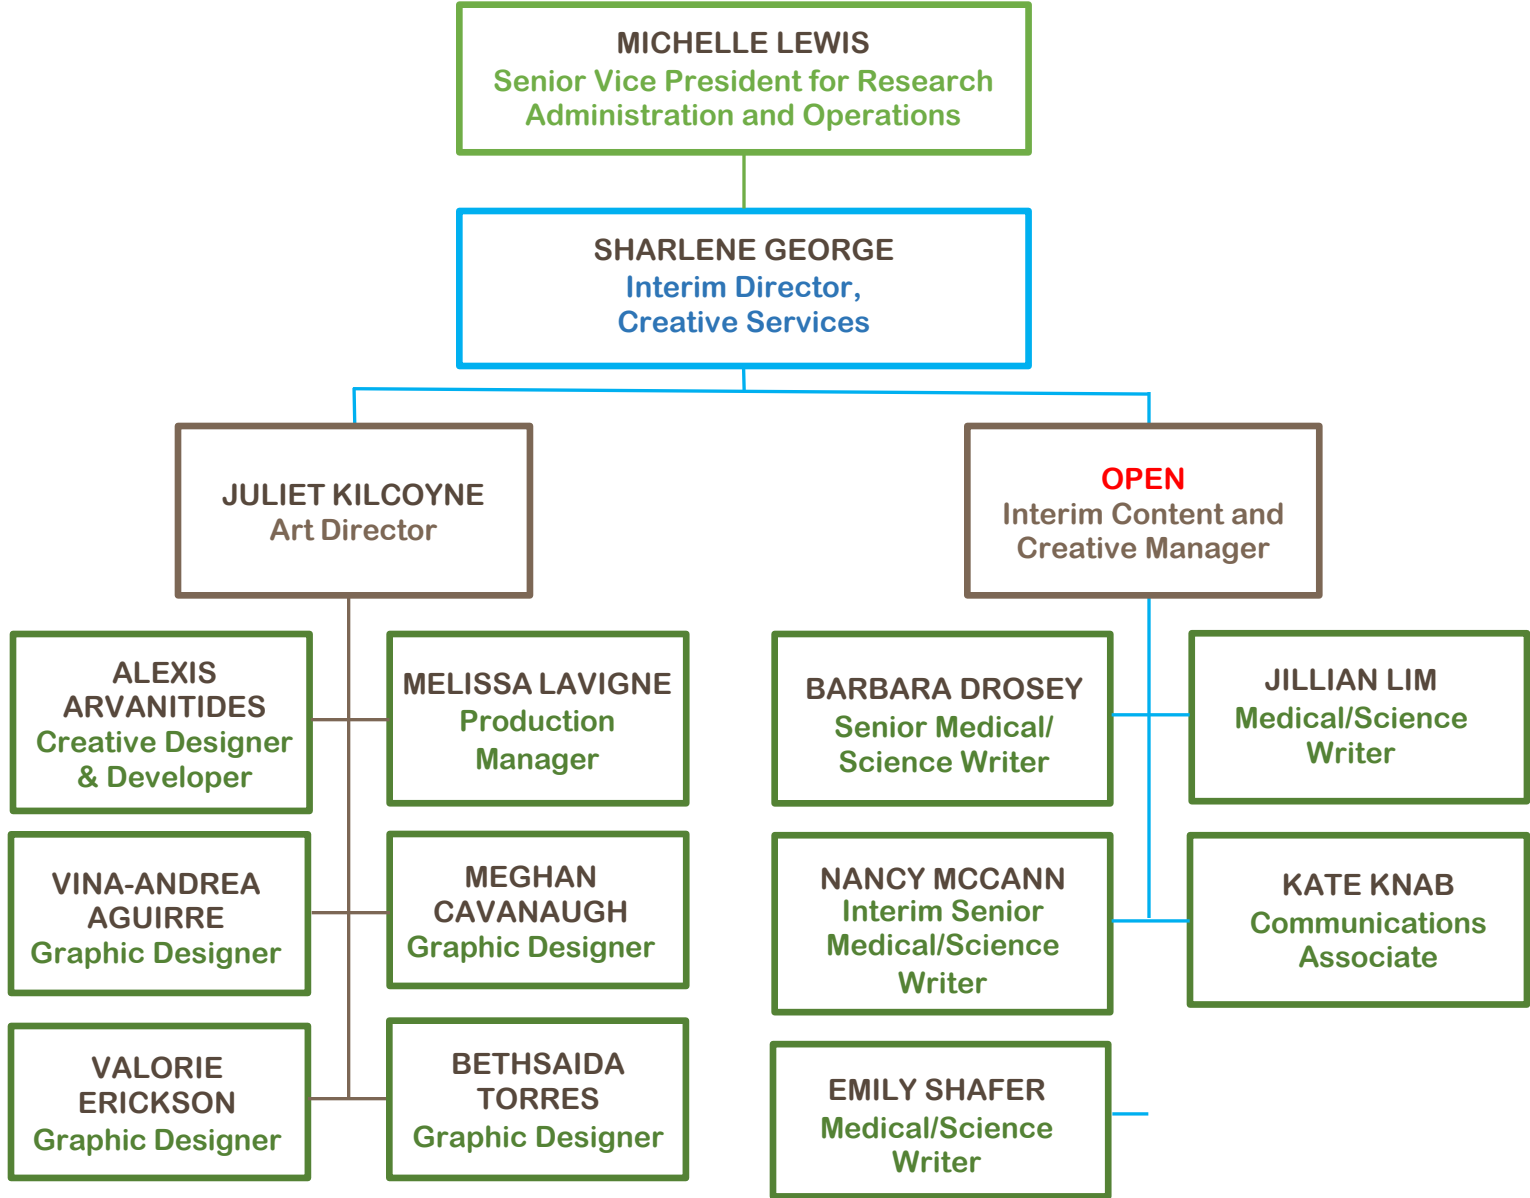 MICHELLE LEWIS
Senior Vice President for Research
Administration and Operations
SHARLENE GEORGE
Interim Director,
Creative Services
JULIET KILCOYNE
Art Director
OPEN
Interim Content and
Creative Manager
ALEXIS
ARVANITIDES
Creative Designer
& Developer
MELISSA LAVIGNE
Production
Manager
BARBARA DROSEY
Senior Medical/
Science Writer
JILLIAN LIM
Medical/Science
Writer
VINA-ANDREA
AGUIRRE
Graphic Designer
MEGHAN
CAVANAUGH
Graphic Designer
NANCY MCCANN
Interim Senior
Medical/Science
Writer
KATE KNAB
Communications
Associate
VALORIE
ERICKSON
Graphic Designer
BETHSAIDA
TORRES
Graphic Designer
EMILY SHAFER
Medical/Science
Writer